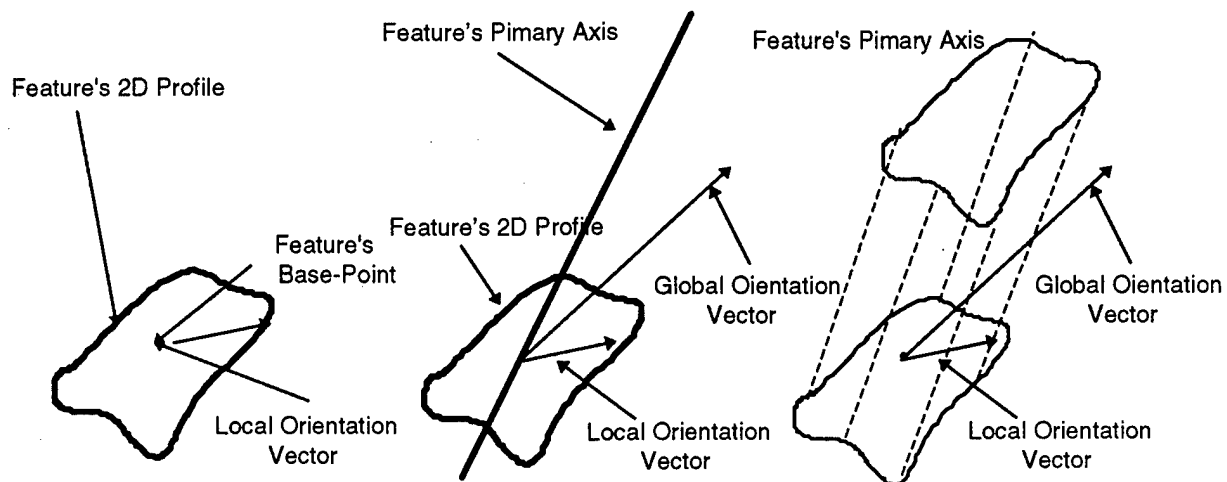 Feature's 2D Profile
Feature's
Base-Point
Local Orientation
Vector
Feature's Pimary Axis
Feature's 2D Profile
Global Oientation
Vector
Local Orientation
Vector
Feature's Pimary Axis
Global Oientation
Vector
Local Orientation
Vector